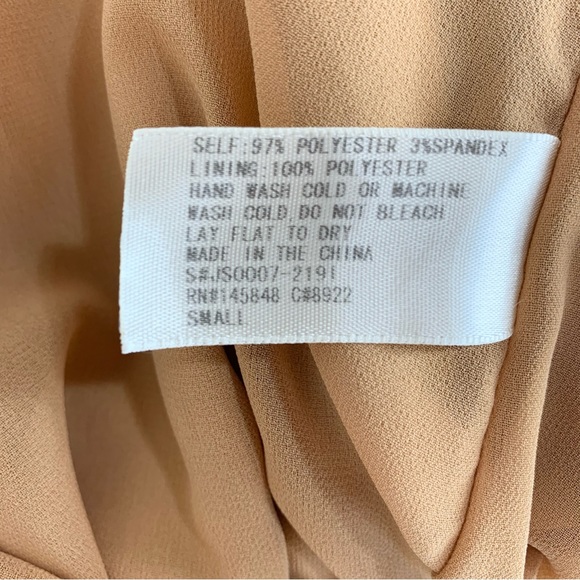 SELF:97% POLYESTER 3%SPANDEX
LINING:100% POLYESTER
HAND WASH COLD OR MACHINE
WASH COLD,DO NOT BLEACH
LAY FLAT TO DRY
MADE IN THE CHINA
S#JS0007-2191
RN#145848 C#8922
SMALL